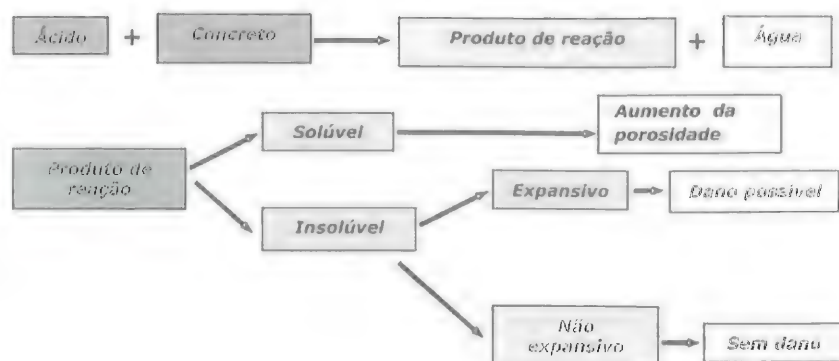 Ácido + Concreto Produto de reação + Água
Solúvel
Aumento da
porosidade
Produto de
reação
Expansivo
Dano possível
Insolúvel
Não
expansivo
Sem dano